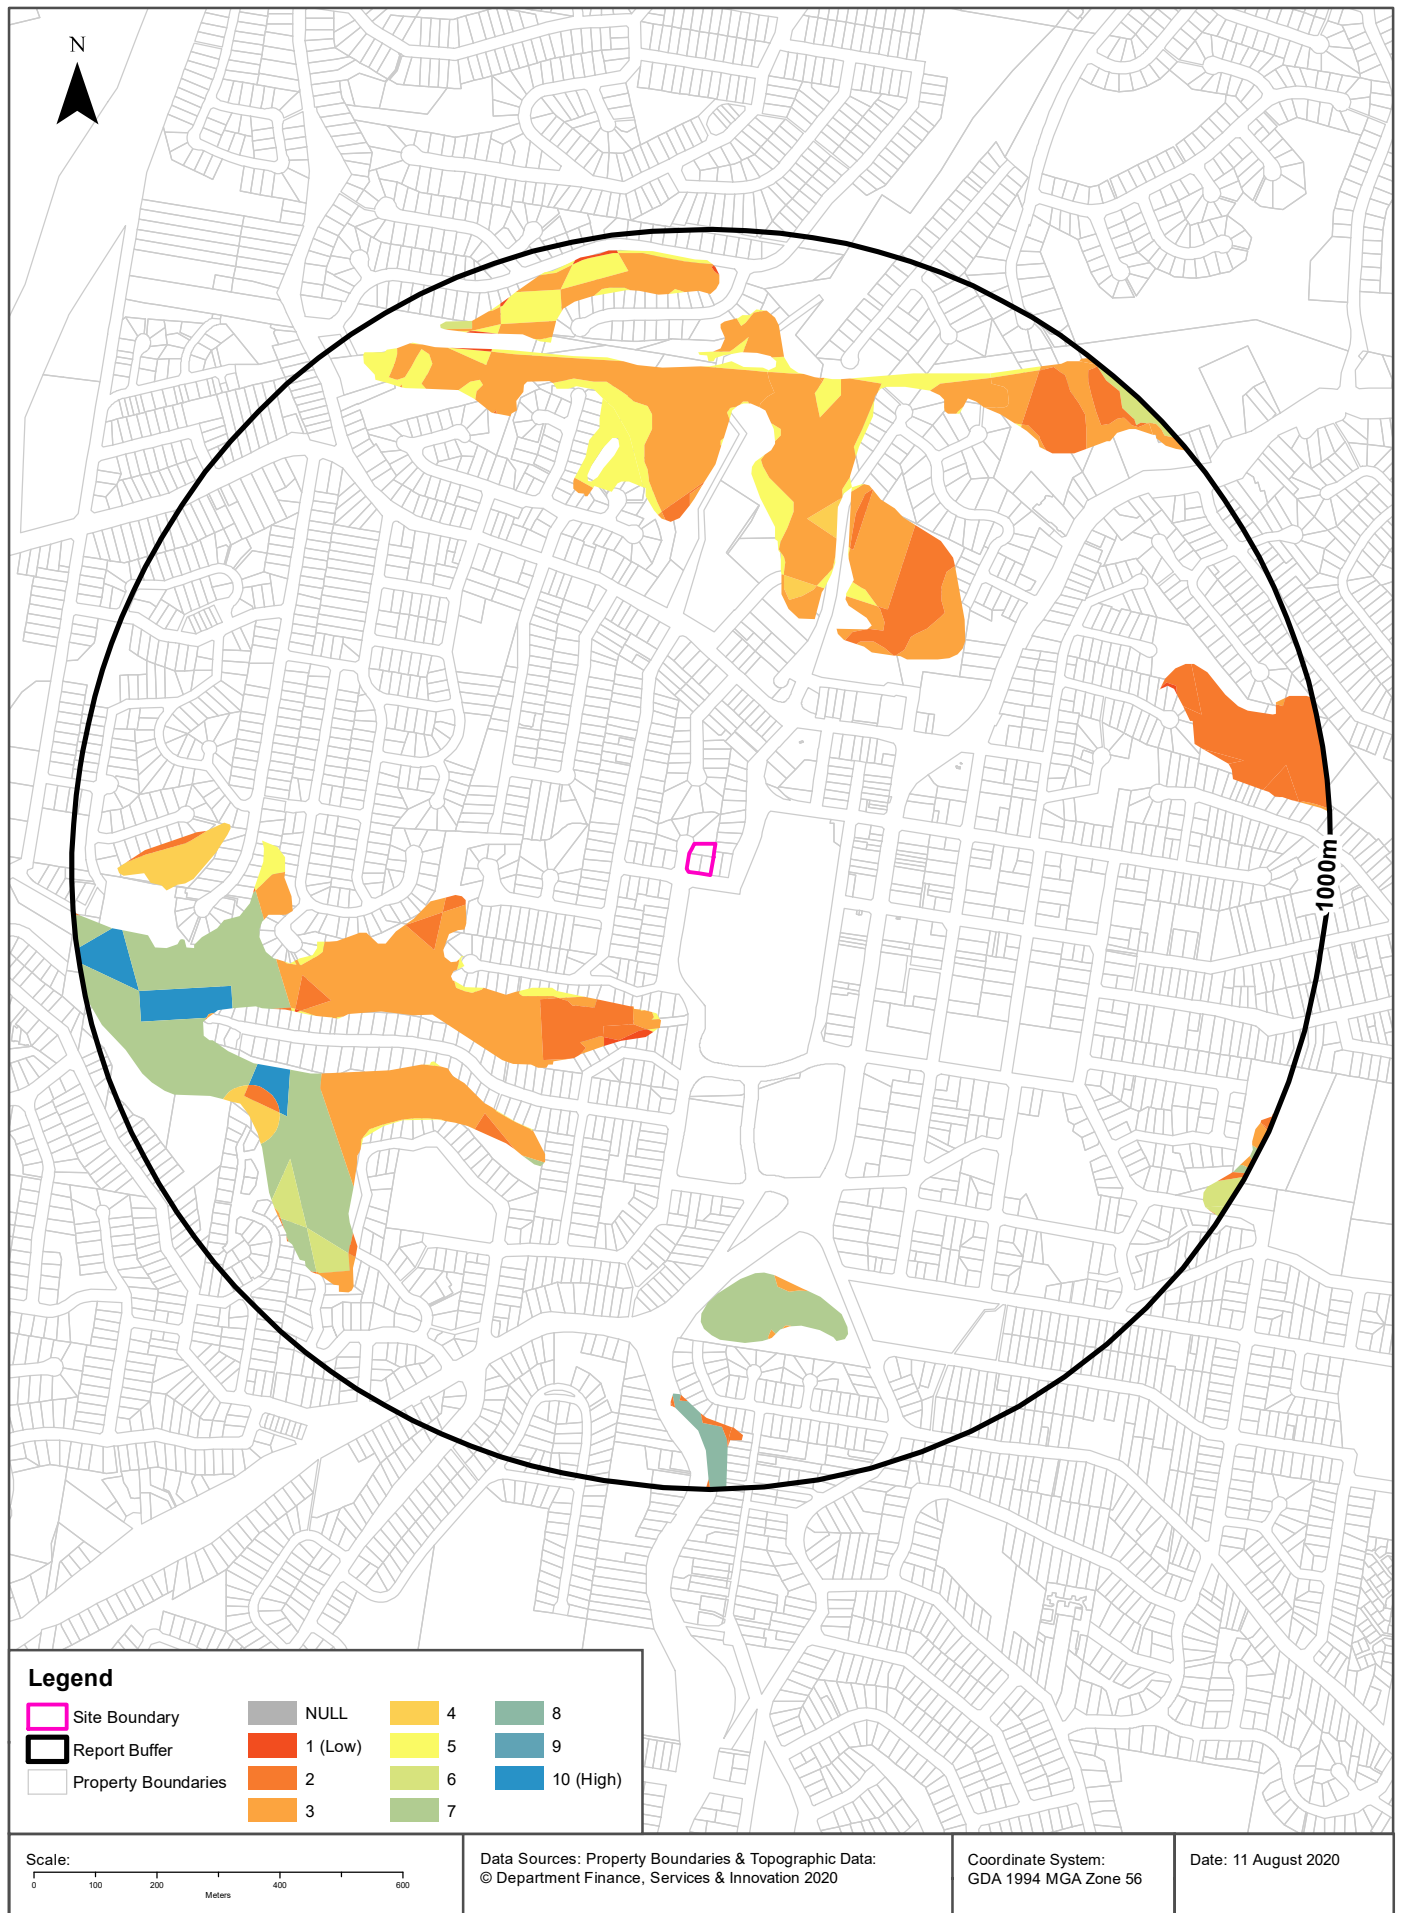 N
1000m
Legend
Site Boundary
Report Buffer
Property Boundaries
NULL
1 (Low)
2
3
4
5
6
7
8
9
10 (High)
Scale:
0 100 200 400 600
Meters
Data Sources: Property Boundaries & Topographic Data:
© Department Finance, Services & Innovation 2020
Coordinate System:
GDA 1994 MGA Zone 56
Date: 11 August 2020